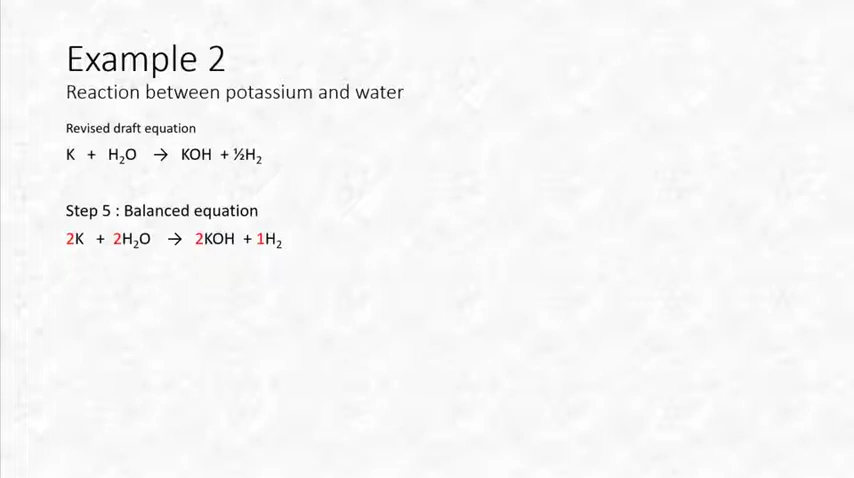 Example 2
Reaction between potassium and water
Revised draft equation
K + H₂O → KOH + ½H₂
Step 5 : Balanced equation
2K + 2H₂O → 2KOH + 1H₂